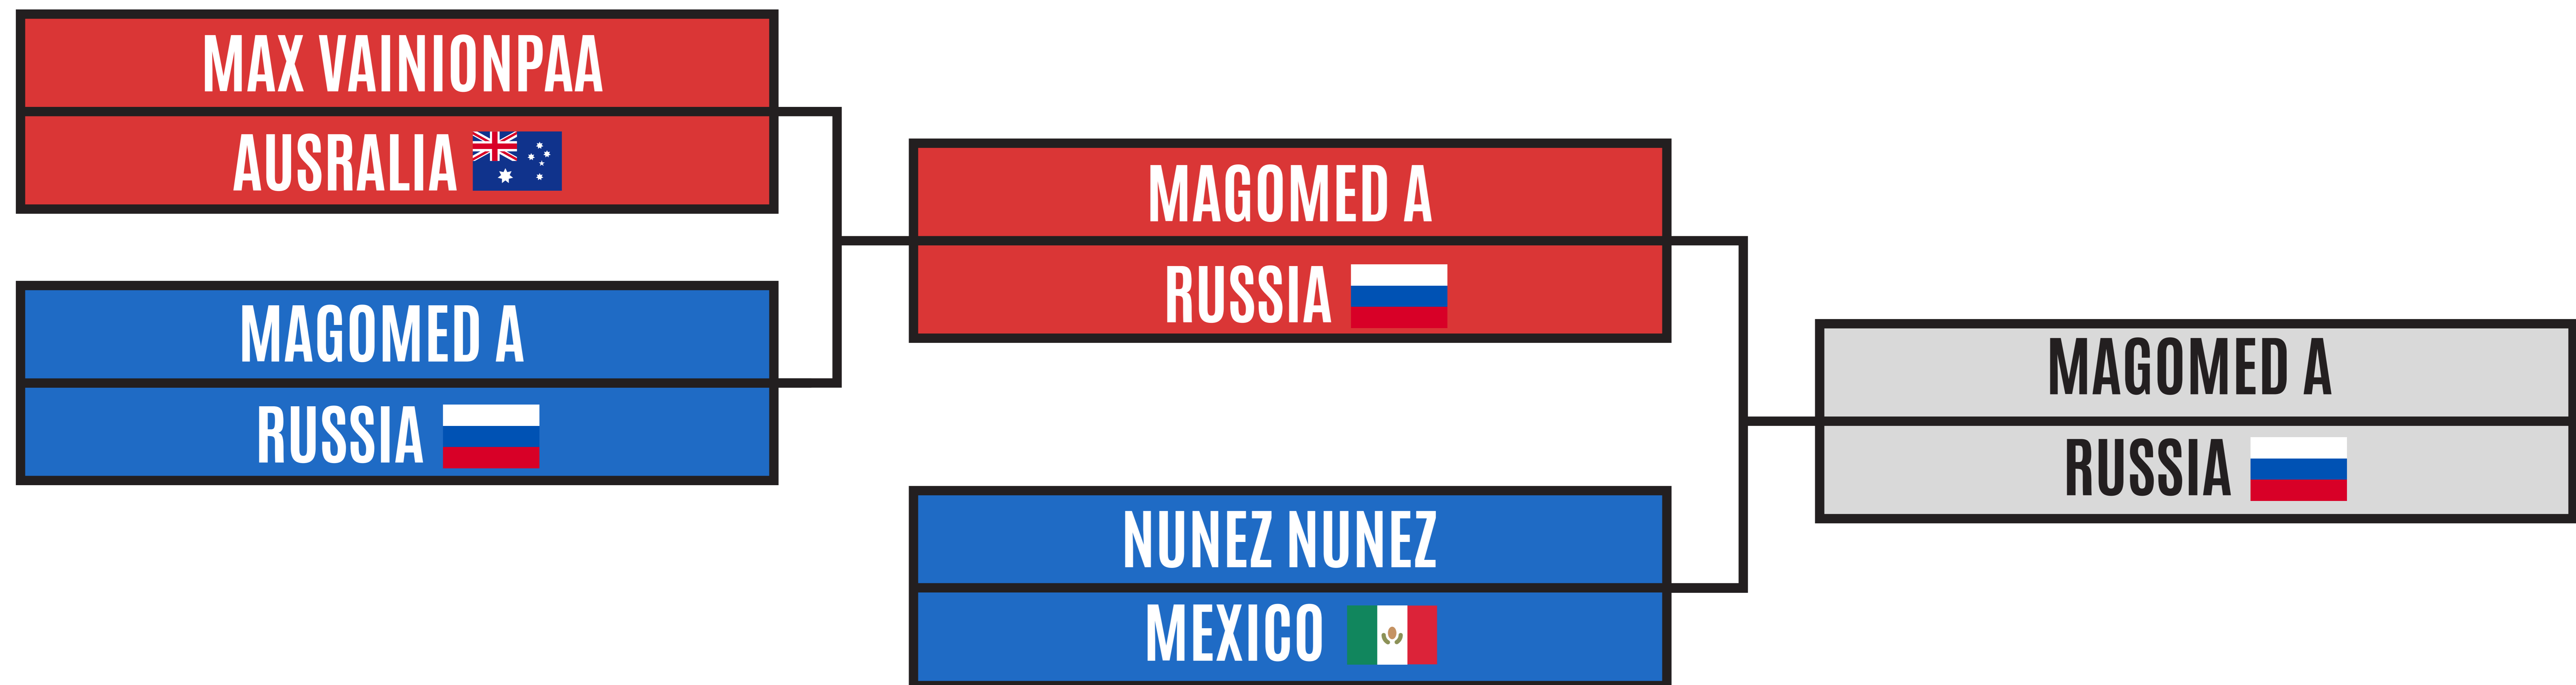 MAX VAINIONPAA
AUSRALIA
MAGOMED A
RUSSIA
MAGOMED A
RUSSIA
NUNEZ NUNEZ
MEXICO
MAGOMED A
RUSSIA